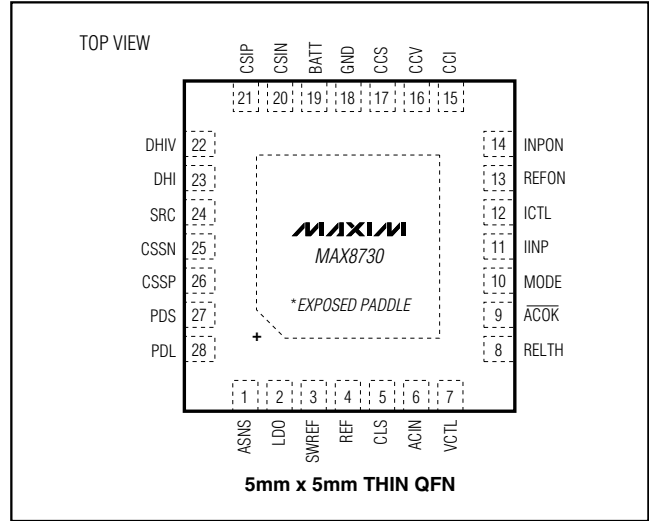 TOP VIEW
CSIP CSIN BATT GND CCS CCV CCI
21 20 19 18 17 16 15
DHIV 22 14 INPON
DHI 23 13 REFON
SRC 24 12 ICTL
MAXIM
CSSN 25 11 IINP
MAX8730
CSSP 26 10 MODE
*EXPOSED PADDLE
PDS 27 9 ACOK
+
PDL 28 8 RELTH
1 2 3 4 5 6 7
ASNS LDO SWREF REF CLS ACIN VCTL
5mm x 5mm THIN QFN